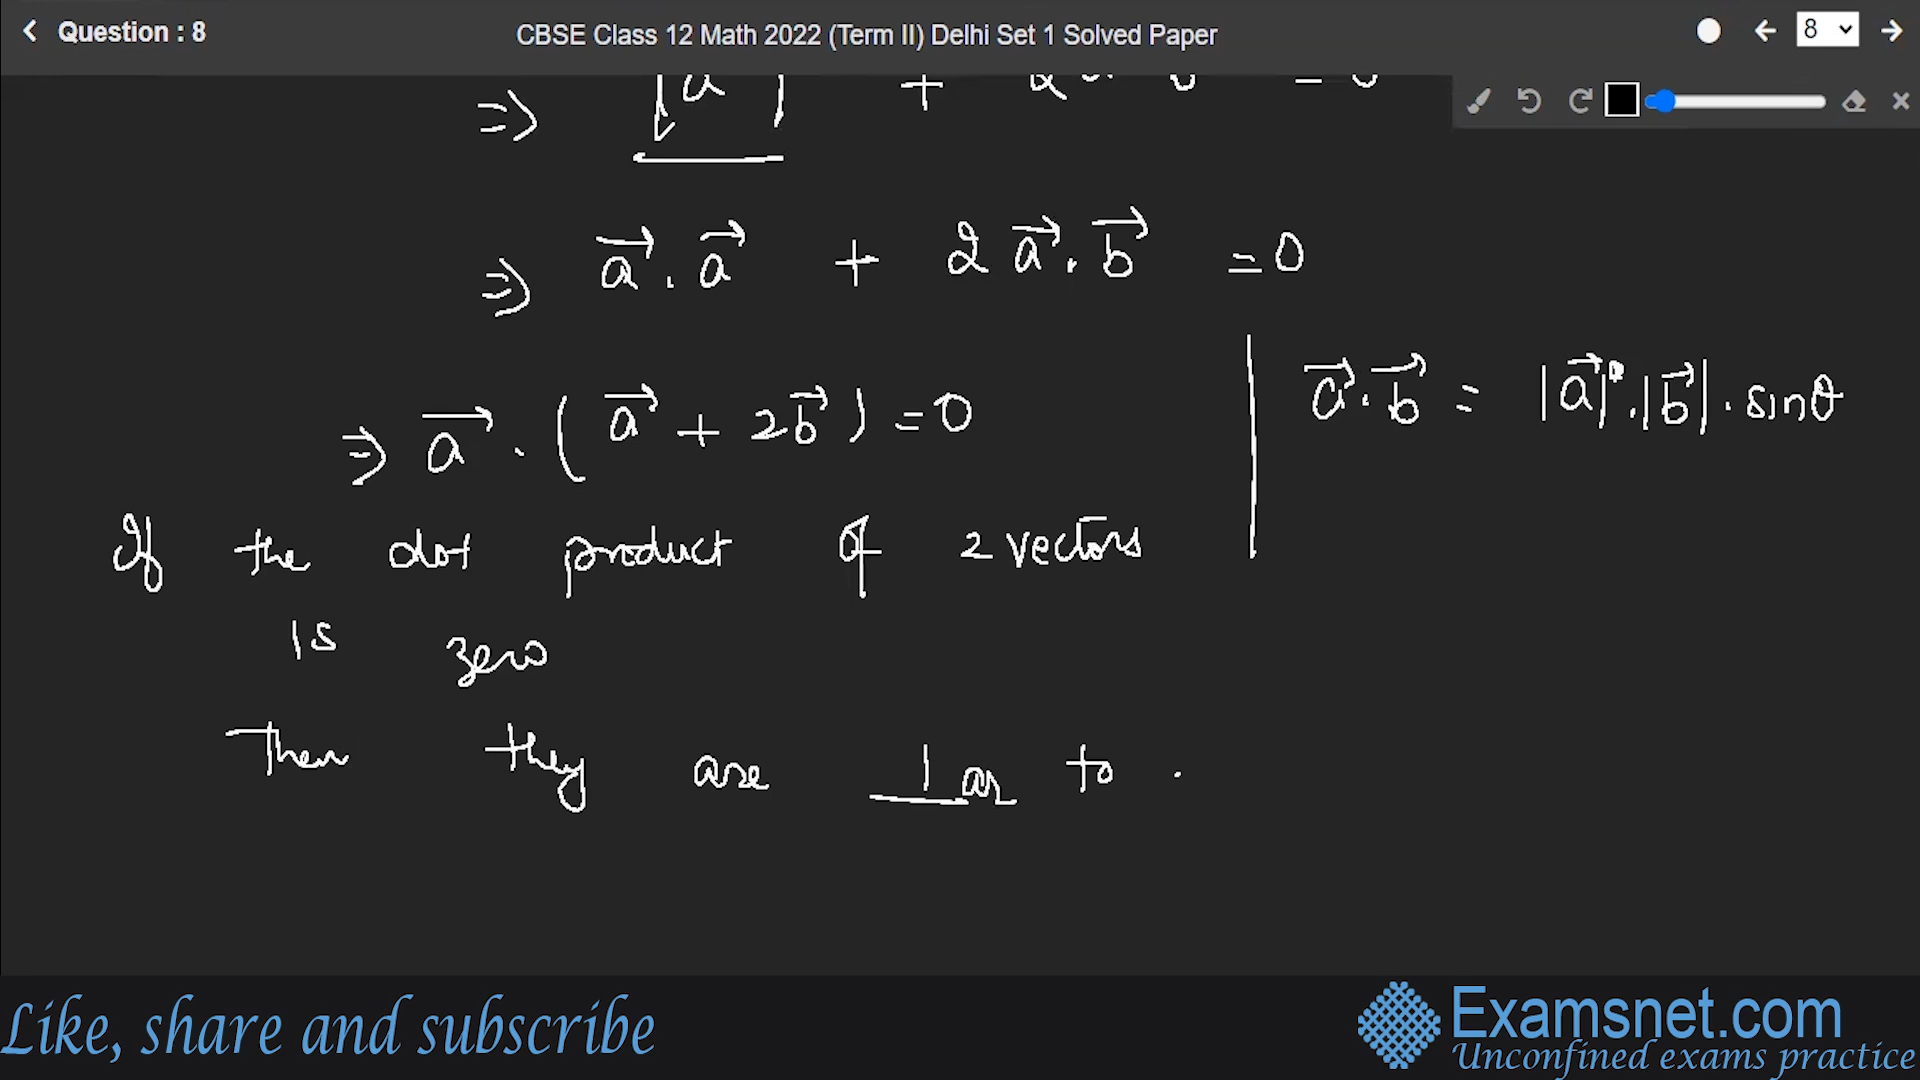 Question : 8
CBSE Class 12 Math 2022 (Term II) Delhi Set 1 Solved Paper
8
⇒ |a | + 2a b = 0
⇒ a⃗ . a⃗ + 2 a⃗ . b⃗ = 0
⇒ a⃗ . ( a⃗ + 2b⃗ ) = 0
a⃗ . b⃗ = |a⃗| . |b⃗| . sinθ
If the dot product of 2 vectors
is zero
Then they are ⊥ar to .
Like, share and subscribe
Examsnet.com
Unconfined exams practice